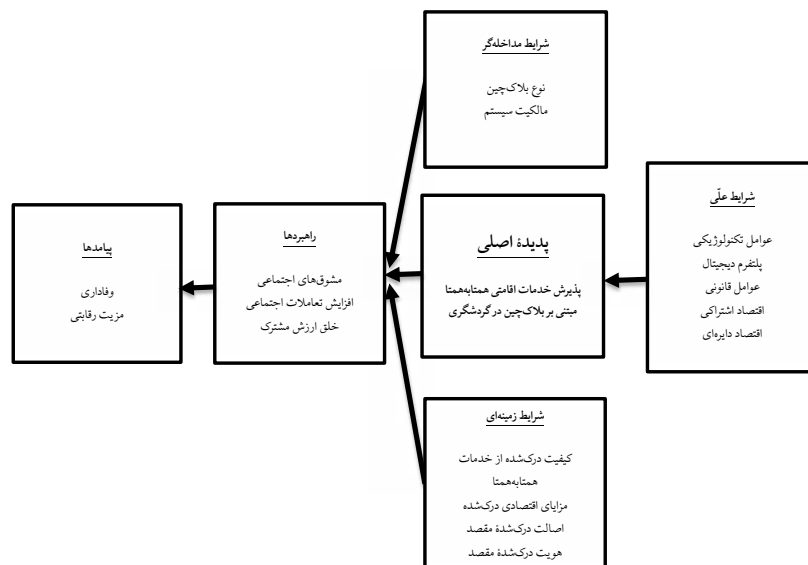 شرایط مداخله‌گر
نوع بلاک‌چین
مالکیت سیستم
شرایط علّی
عوامل تکنولوژیکی
پلتفرم دیجیتال
عوامل قانونی
اقتصاد اشتراکی
اقتصاد دایره‌ای
پدیدۀ اصلی
پذیرش خدمات اقامتی همتابه‌همتا
مبتنی بر بلاک‌چین در گردشگری
راهبردها
مشوق‌های اجتماعی
افزایش تعاملات اجتماعی
خلق ارزش مشترک
پیامدها
وفاداری
مزیت رقابتی
شرایط زمینه‌ای
کیفیت درک‌شده از خدمات
همتابه‌همتا
مزایای اقتصادی درک‌شده
اصالت درک‌شدۀ مقصد
هویت درک‌شدۀ مقصد